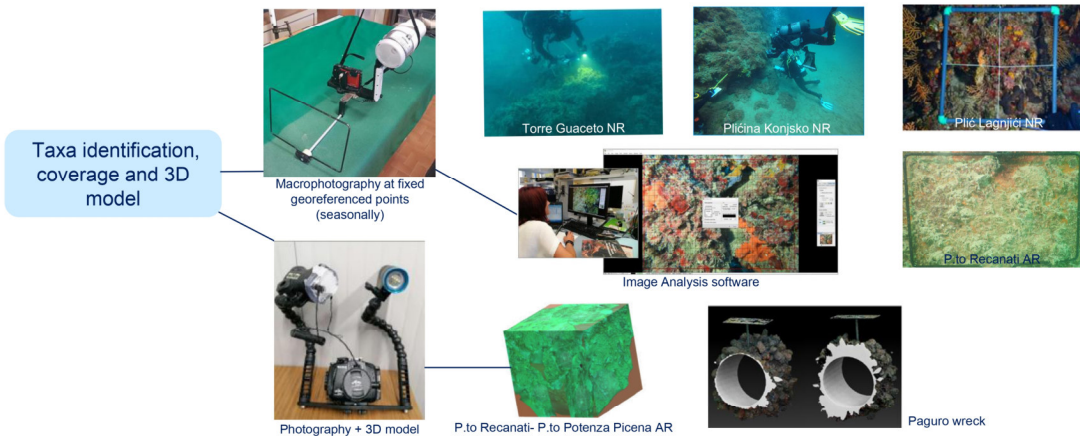 Taxa identification,
coverage and 3D
model
Macrophotography at fixed
georeferenced points
(seasonally)
Torre Guaceto NR
Plićina Konjsko NR
Plić Lagnjići NR
Image Analysis software
P.to Recanati AR
Photography + 3D model
P.to Recanati- P.to Potenza Picena AR
Paguro wreck